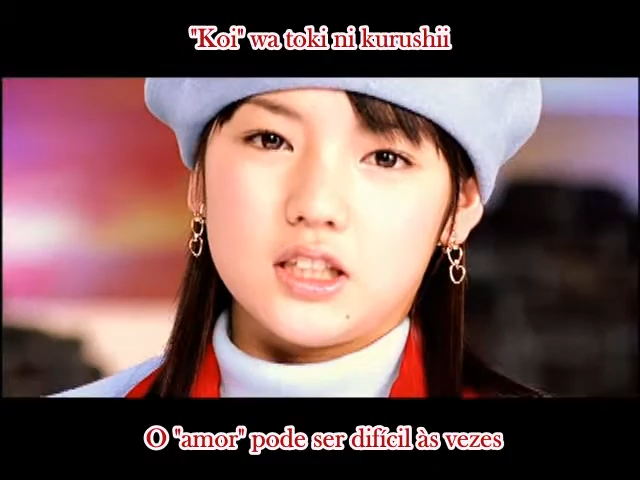 "Koi" wa toki ni kurushii
O "amor" pode ser difícil às vezes